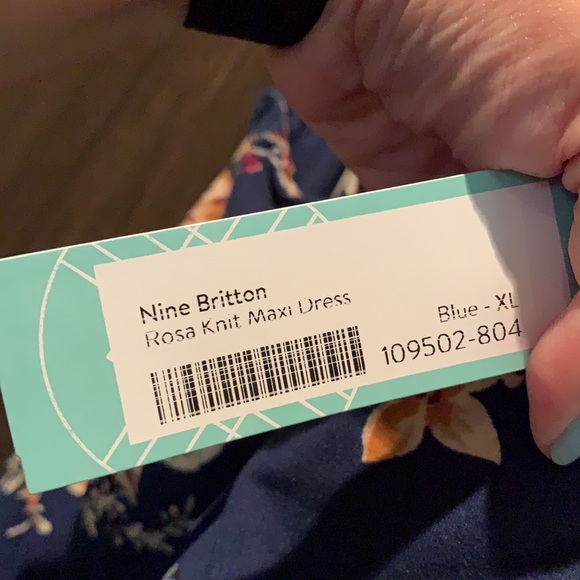 Nine Britton
Rosa Knit Maxi Dress
Blue - XL
109502-804